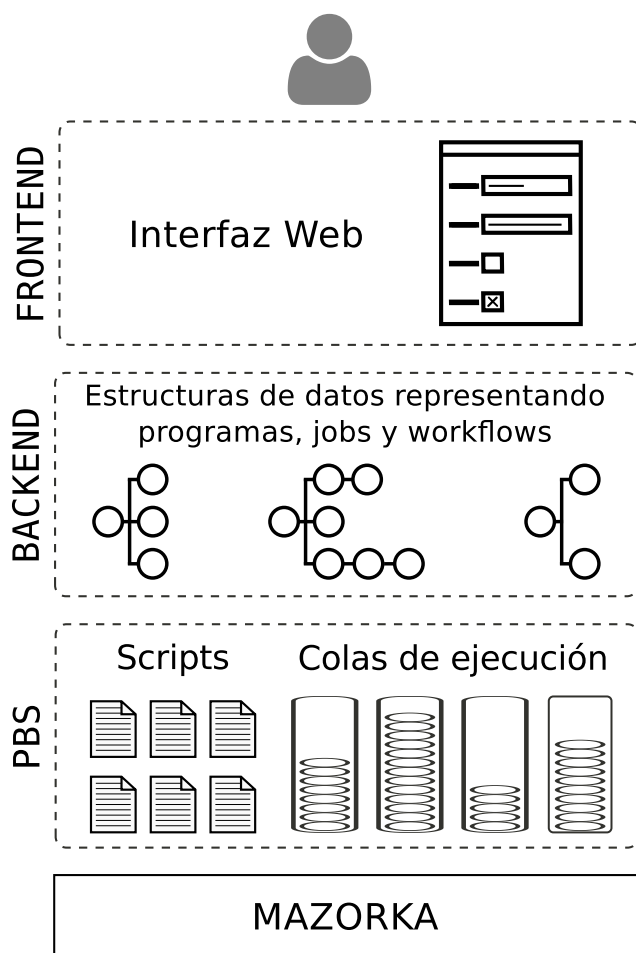 FRONTEND
Interfaz Web
BACKEND
Estructuras de datos representando
programas, jobs y workflows
PBS
Scripts
Colas de ejecución
MAZORKA